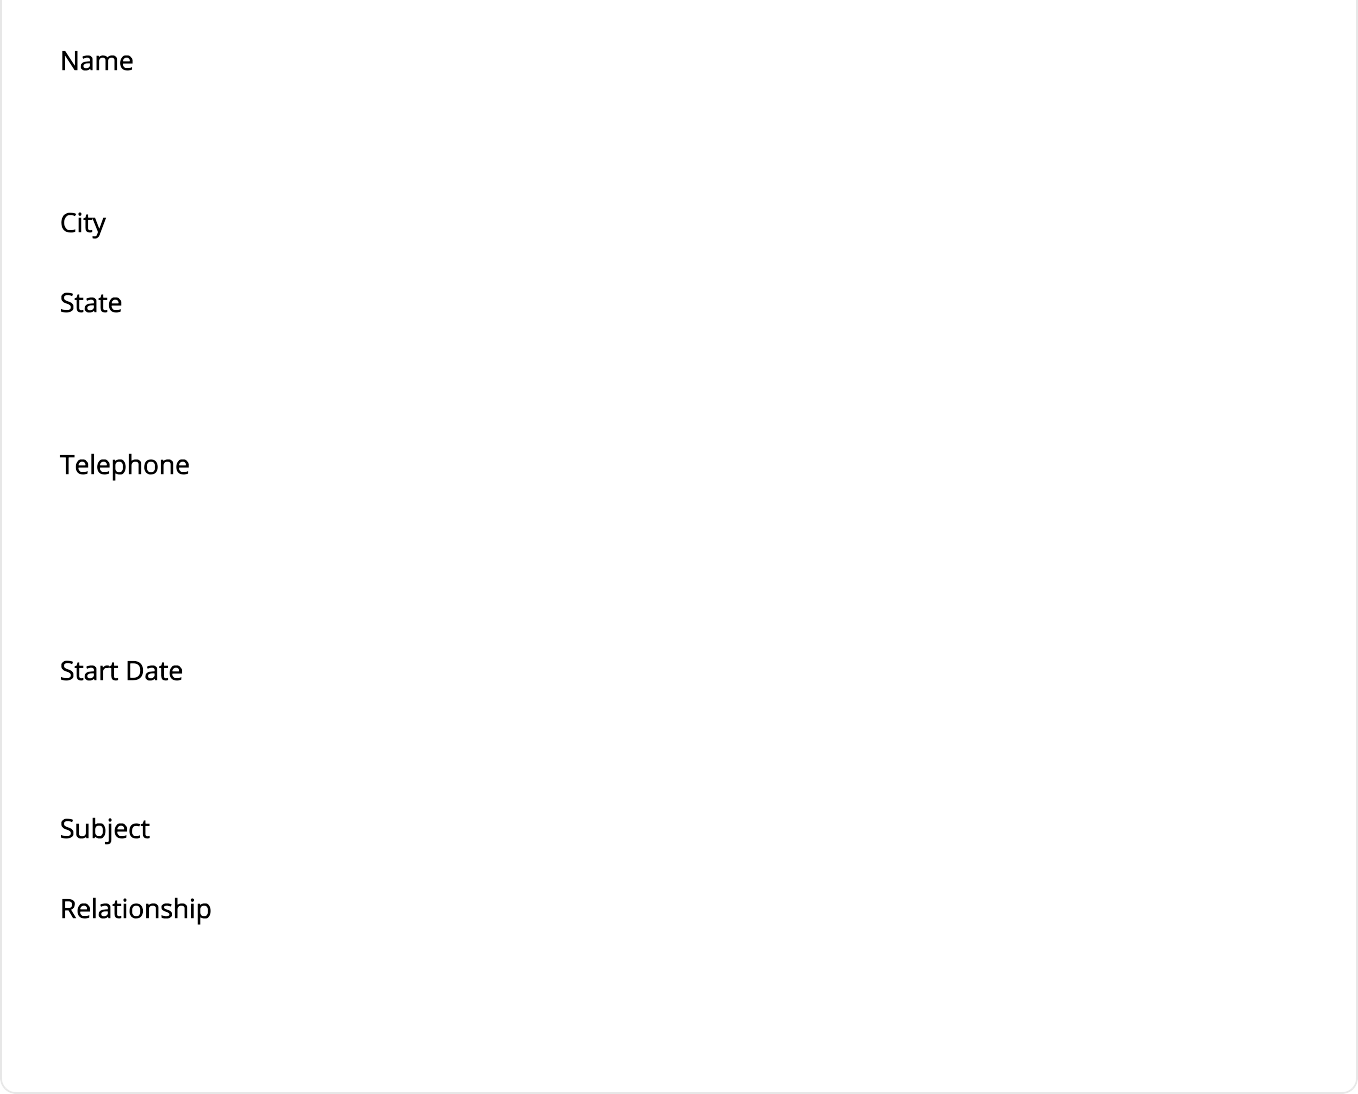 Name
City
State
Telephone
Start Date
Subject
Relationship